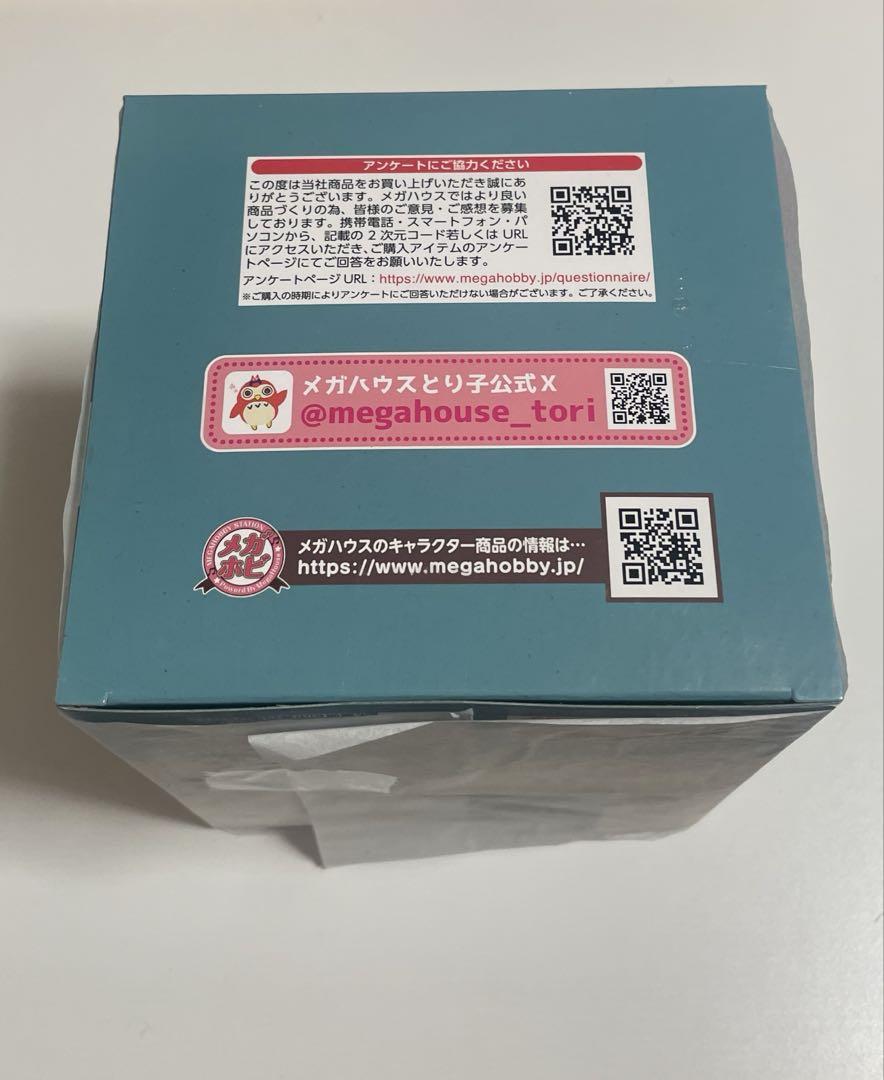 アンケートにご協力ください
この度は当社商品をお買い上げいただき誠にあ
りがとうございます。メガハウスではより良い
商品づくりの為、皆様のご意見・ご感想を募集
しております。携帯電話・スマートフォン・パ
ソコンから、記載の 2 次元コード若しくは URL
にアクセスいただき、ご購入アイテムのアンケー
トページにてご回答をお願いいたします。
アンケートページ URL：https://www.megahobby.jp/questionnaire/
※ご購入の時期によりアンケートにご回答いただけない場合がございます。ご了承ください。
メガハウスとり子公式 X
@megahouse_tori
MEGAHOBBY STATION
メガ
ホビ
Powerd By MegaHouse
メガハウスのキャラクター商品の情報は…
https://www.megahobby.jp/